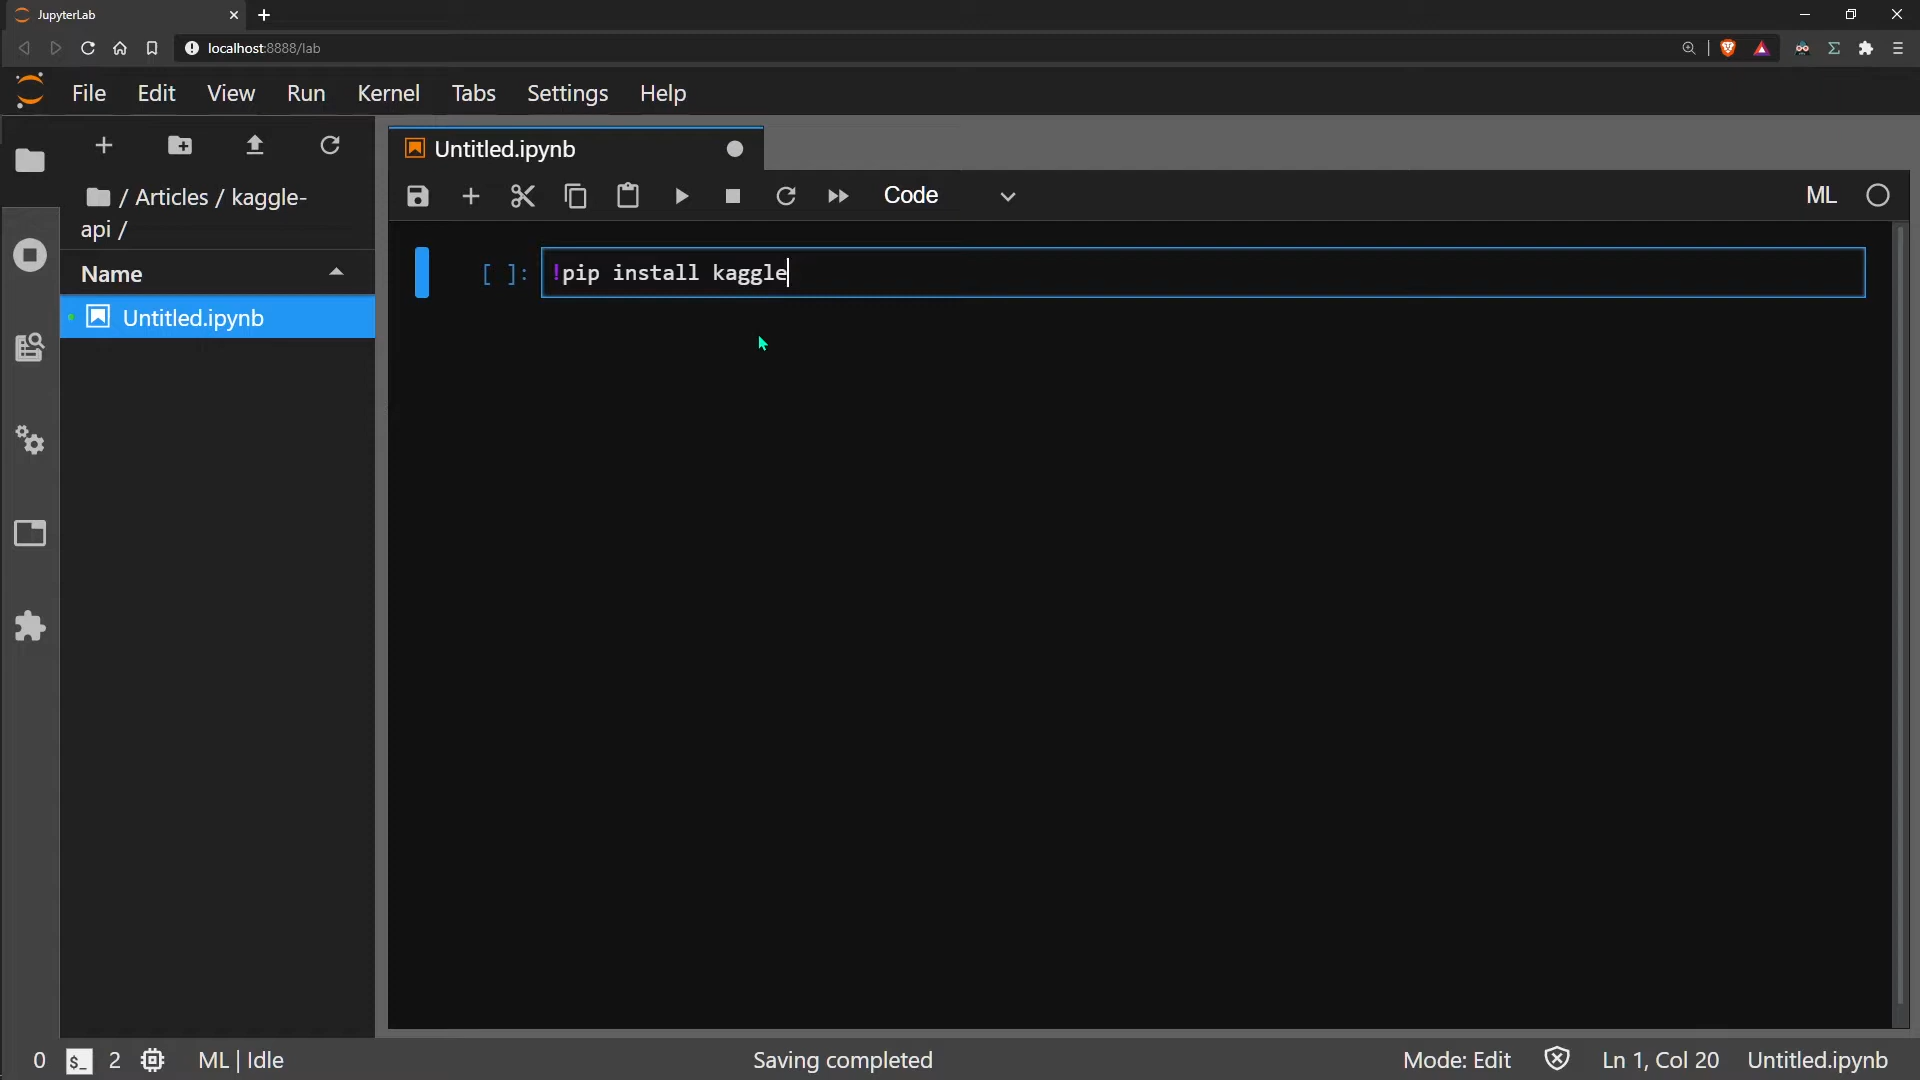 JupyterLab
localhost:8888/lab
File Edit View Run Kernel Tabs Settings Help
/ Articles / kaggle-
api /
Name
Untitled.ipynb
Untitled.ipynb
Code
ML
[ ]: !pip install kaggle
0 $_ 2 ML | Idle
Saving completed
Mode: Edit Ln 1, Col 20 Untitled.ipynb